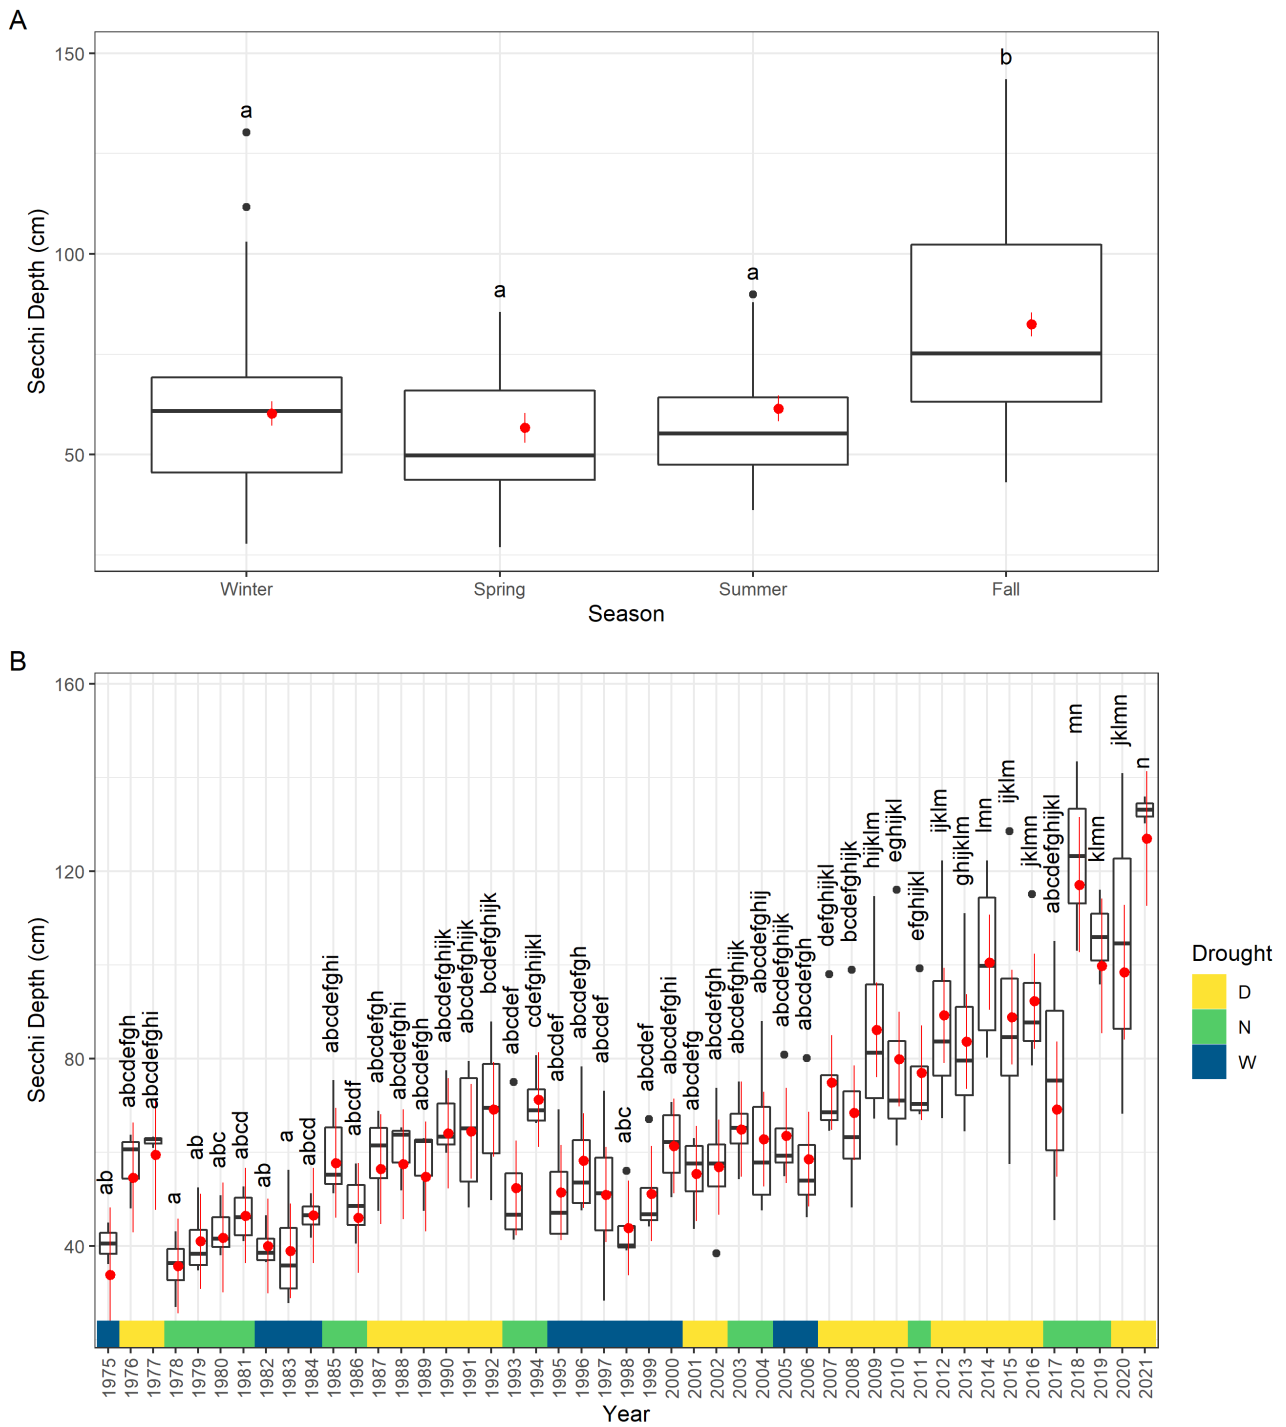 A
150
100
50
Secchi Depth (cm)
a
a
a
b
Winter
Spring
Summer
Fall
Season
B
160
120
80
40
Secchi Depth (cm)
ab
abcdefgh
abcdefghi
a
ab
abc
abcd
ab
a
abcd
abcdefghi
abcdf
abcdefgh
abcdefghi
abcdefgh
abcdefghijk
abcdefghijk
bcdefghijk
abcdef
cdefghijkl
abcdef
abcdefgh
abcdef
abc
abcdef
abcdefghi
abcdefg
abcdefgh
abcdefghijk
abcdefghij
abcdefghijk
abcdefgh
defghijkl
bcdefghijk
hijklm
eghijkl
efghijkl
ijklm
ghijklm
lmn
ijklm
jklmn
abcdefghijkl
mn
klmn
jklmn
n
1975
1976
1977
1978
1979
1980
1981
1982
1983
1984
1985
1986
1987
1988
1989
1990
1991
1992
1993
1994
1995
1996
1997
1998
1999
2000
2001
2002
2003
2004
2005
2006
2007
2008
2009
2010
2011
2012
2013
2014
2015
2016
2017
2018
2019
2020
2021
Year
Drought
D
N
W